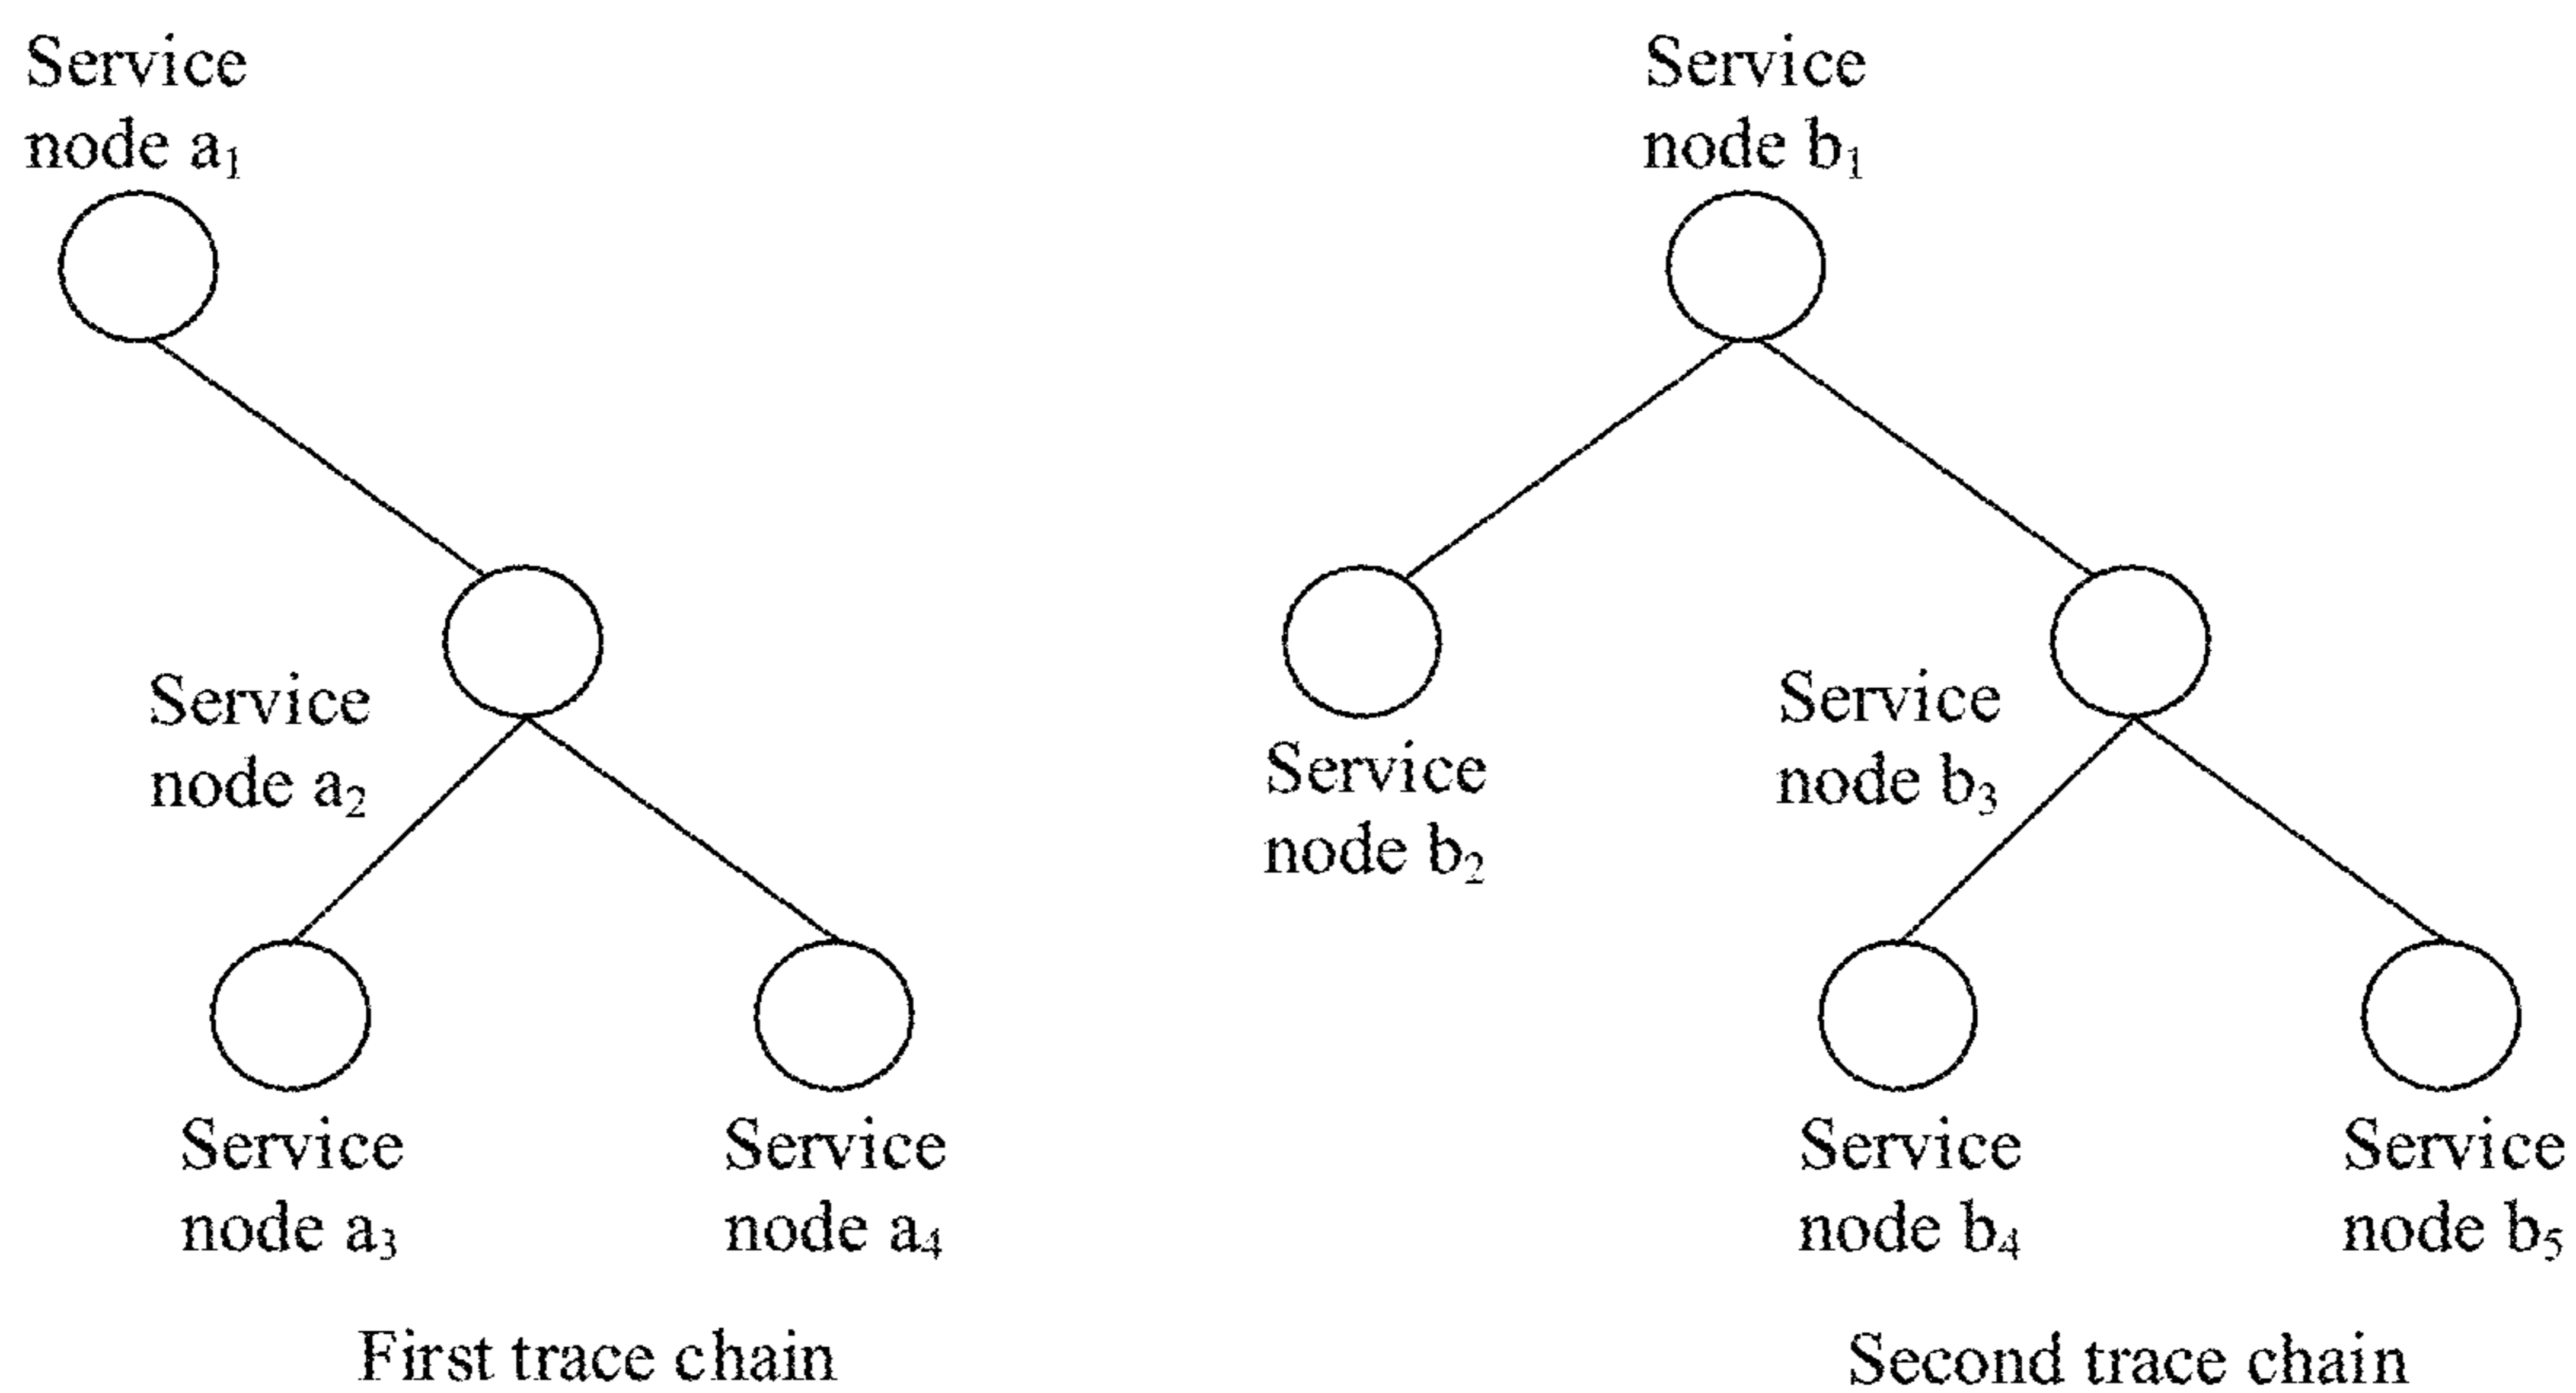 Service
node a₁
Service
node a₂
Service
node a₃
Service
node a₄
First trace chain
Service
node b₁
Service
node b₂
Service
node b₃
Service
node b₄
Service
node b₅
Second trace chain